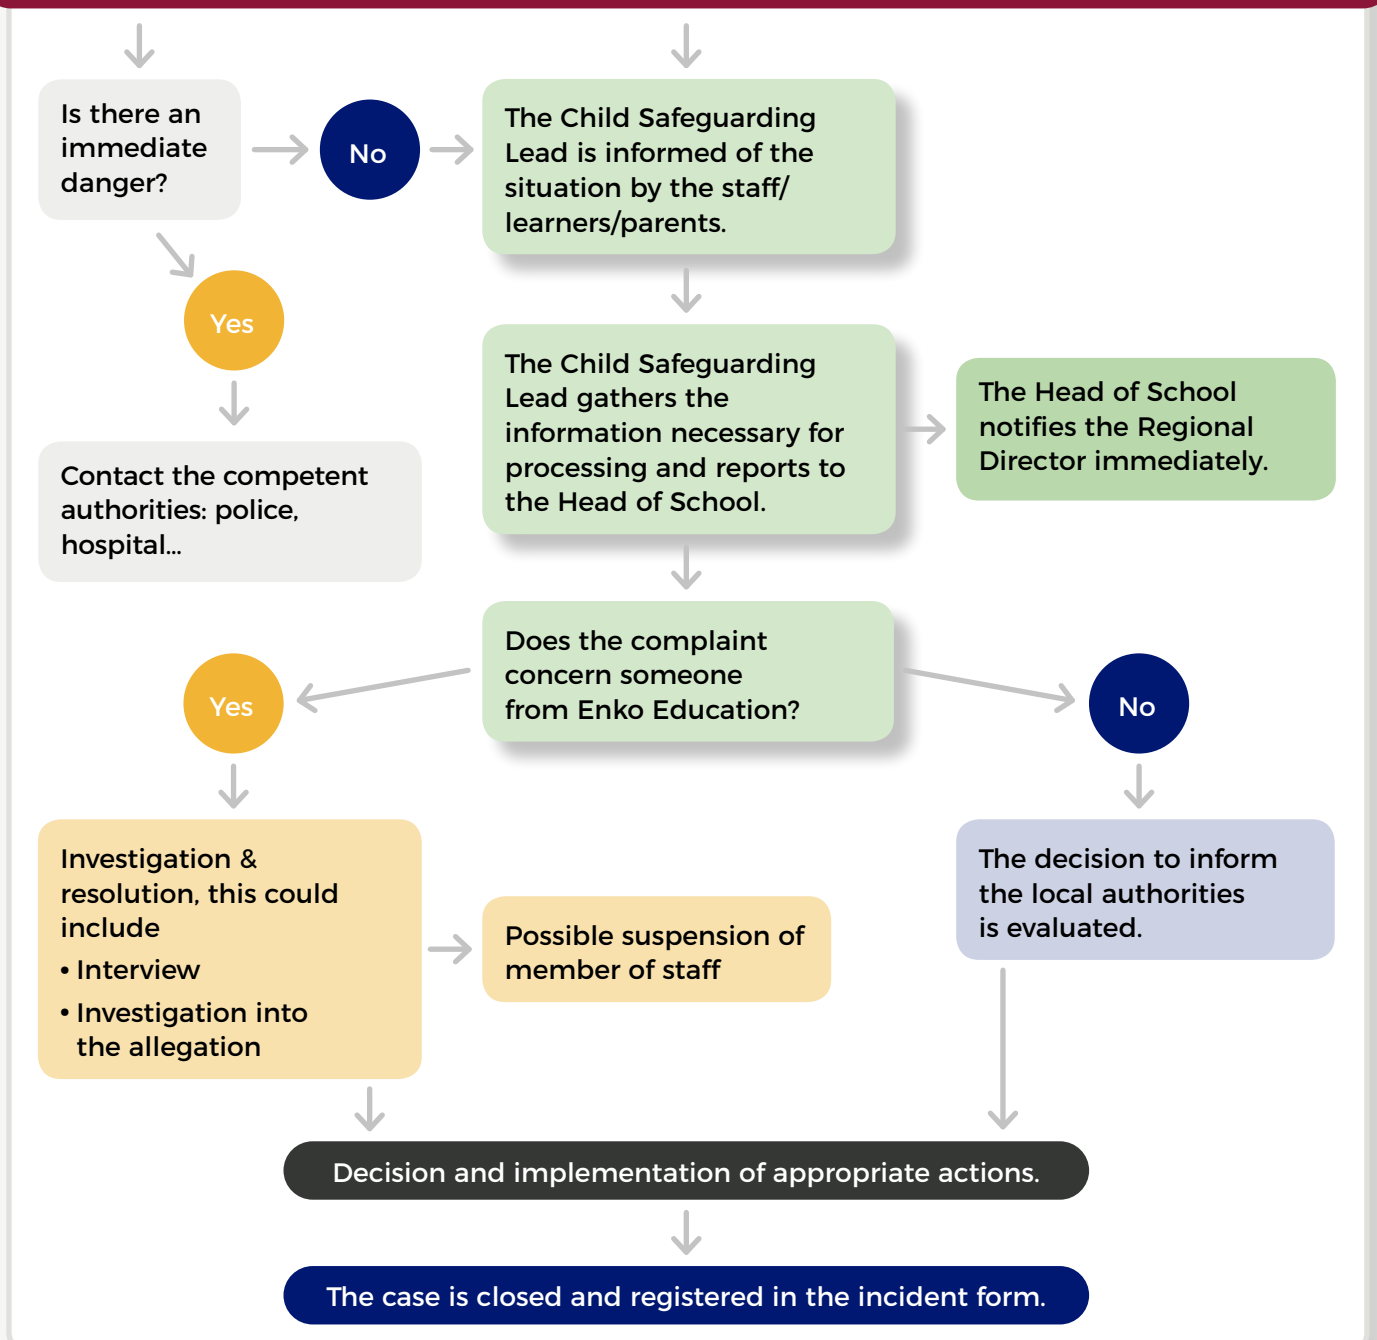 Is there an
immediate
danger?
No
The Child Safeguarding
Lead is informed of the
situation by the staff/
learners/parents.
Yes
Contact the competent
authorities: police,
hospital...
The Child Safeguarding
Lead gathers the
information necessary for
processing and reports to
the Head of School.
The Head of School
notifies the Regional
Director immediately.
Does the complaint
concern someone
from Enko Education?
Yes
No
Investigation &
resolution, this could
include
• Interview
• Investigation into
the allegation
Possible suspension of
member of staff
The decision to inform
the local authorities
is evaluated.
Decision and implementation of appropriate actions.
The case is closed and registered in the incident form.